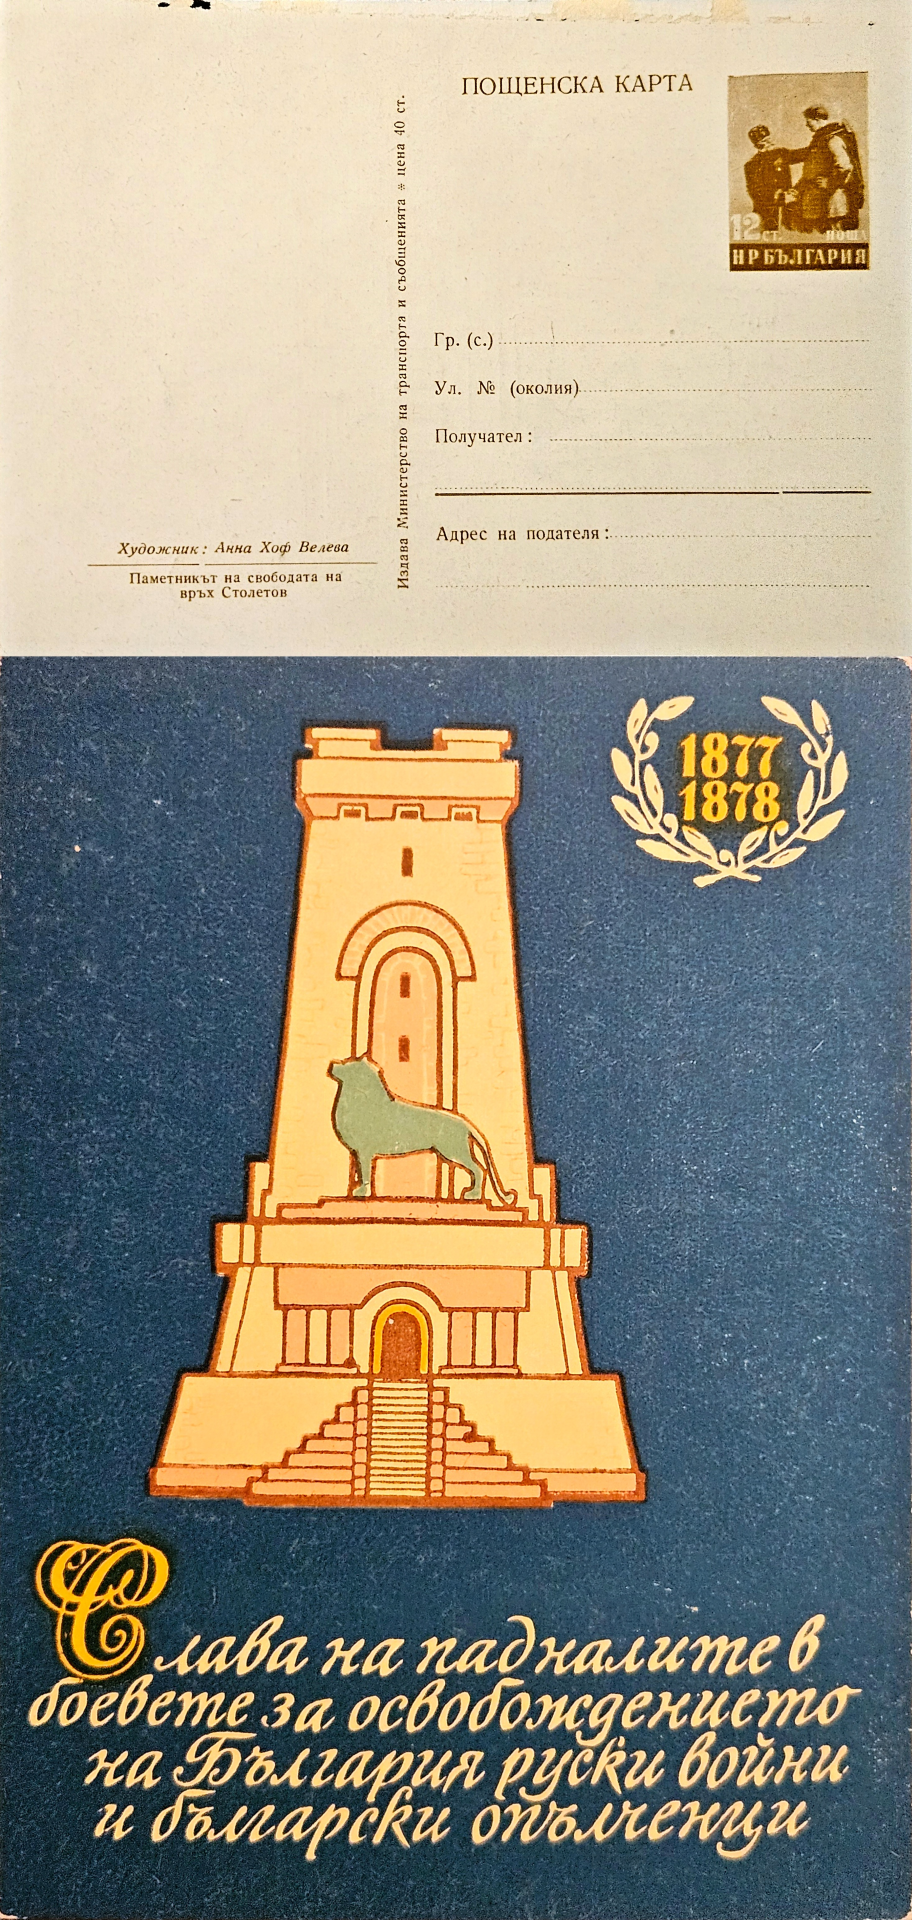 ПОЩЕНСКА КАРТА
12 СТ.
НОЩА
НР БЪЛГАРИЯ
Гр. (с.)
Ул. № (околия)
Получател:
Адрес на подателя:
Издава Министерство на транспорта и съобщенията * цена 40 ст.
Художник: Анна Хоф Велева
Паметникът на свободата на
връх Столетов
1877
1878
Слава на падналите в
боевете за освобождението
на България руски войни
и български опълченци